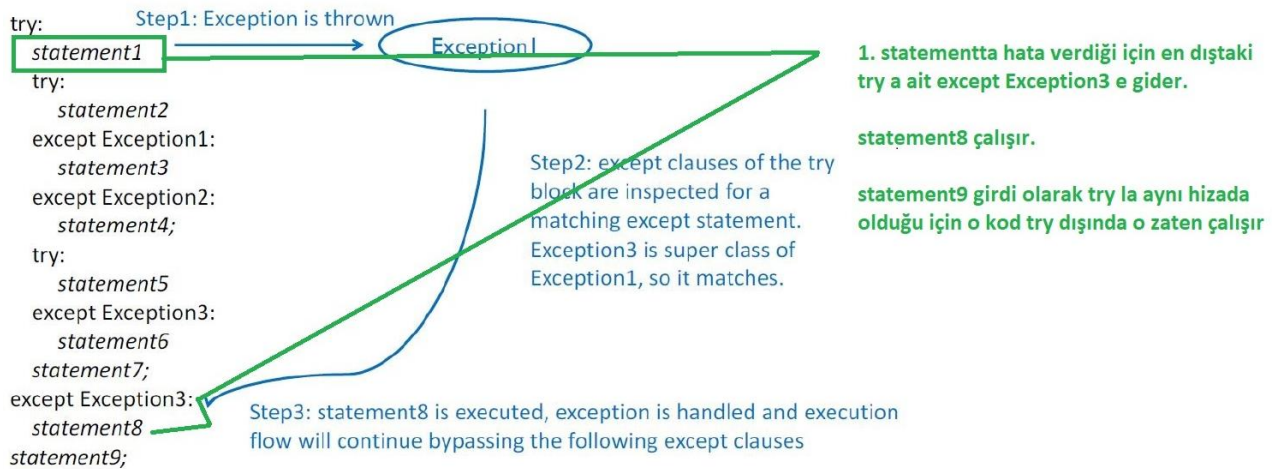 try:
statement1
try:
statement2
except Exception1:
statement3
except Exception2:
statement4;
try:
statement5
except Exception3:
statement6
statement7;
except Exception3:
statement8
statement9;
Step1: Exception is thrown
Exception1
Step2: except clauses of the try
block are inspected for a
matching except statement.
Exception3 is super class of
Exception1, so it matches.
Step3: statement8 is executed, exception is handled and execution
flow will continue bypassing the following except clauses
1. statementta hata verdiği için en dıştaki
try a ait except Exception3 e gider.
statement8 çalışır.
statement9 girdi olarak try la aynı hizada
olduğu için o kod try dışında o zaten çalışır